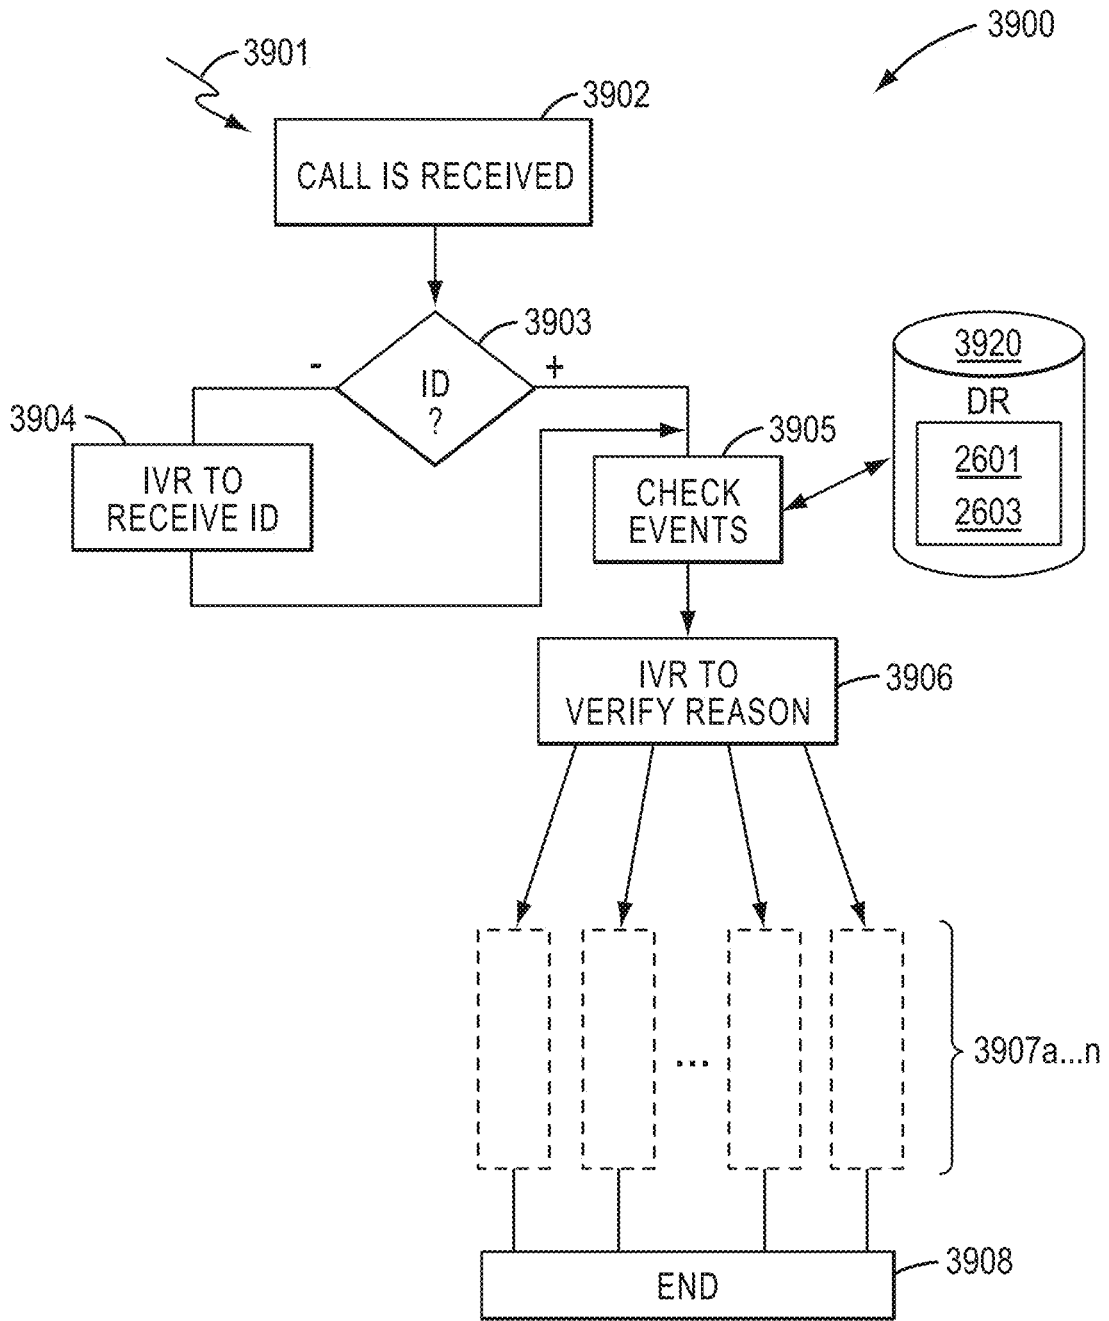 3900
3901
3902
CALL IS RECEIVED
3903
-
+
ID
?
3904
IVR TO
RECEIVE ID
3905
CHECK
EVENTS
3920
DR
2601
2603
IVR TO
VERIFY REASON
3906
...
3907a...n
END
3908